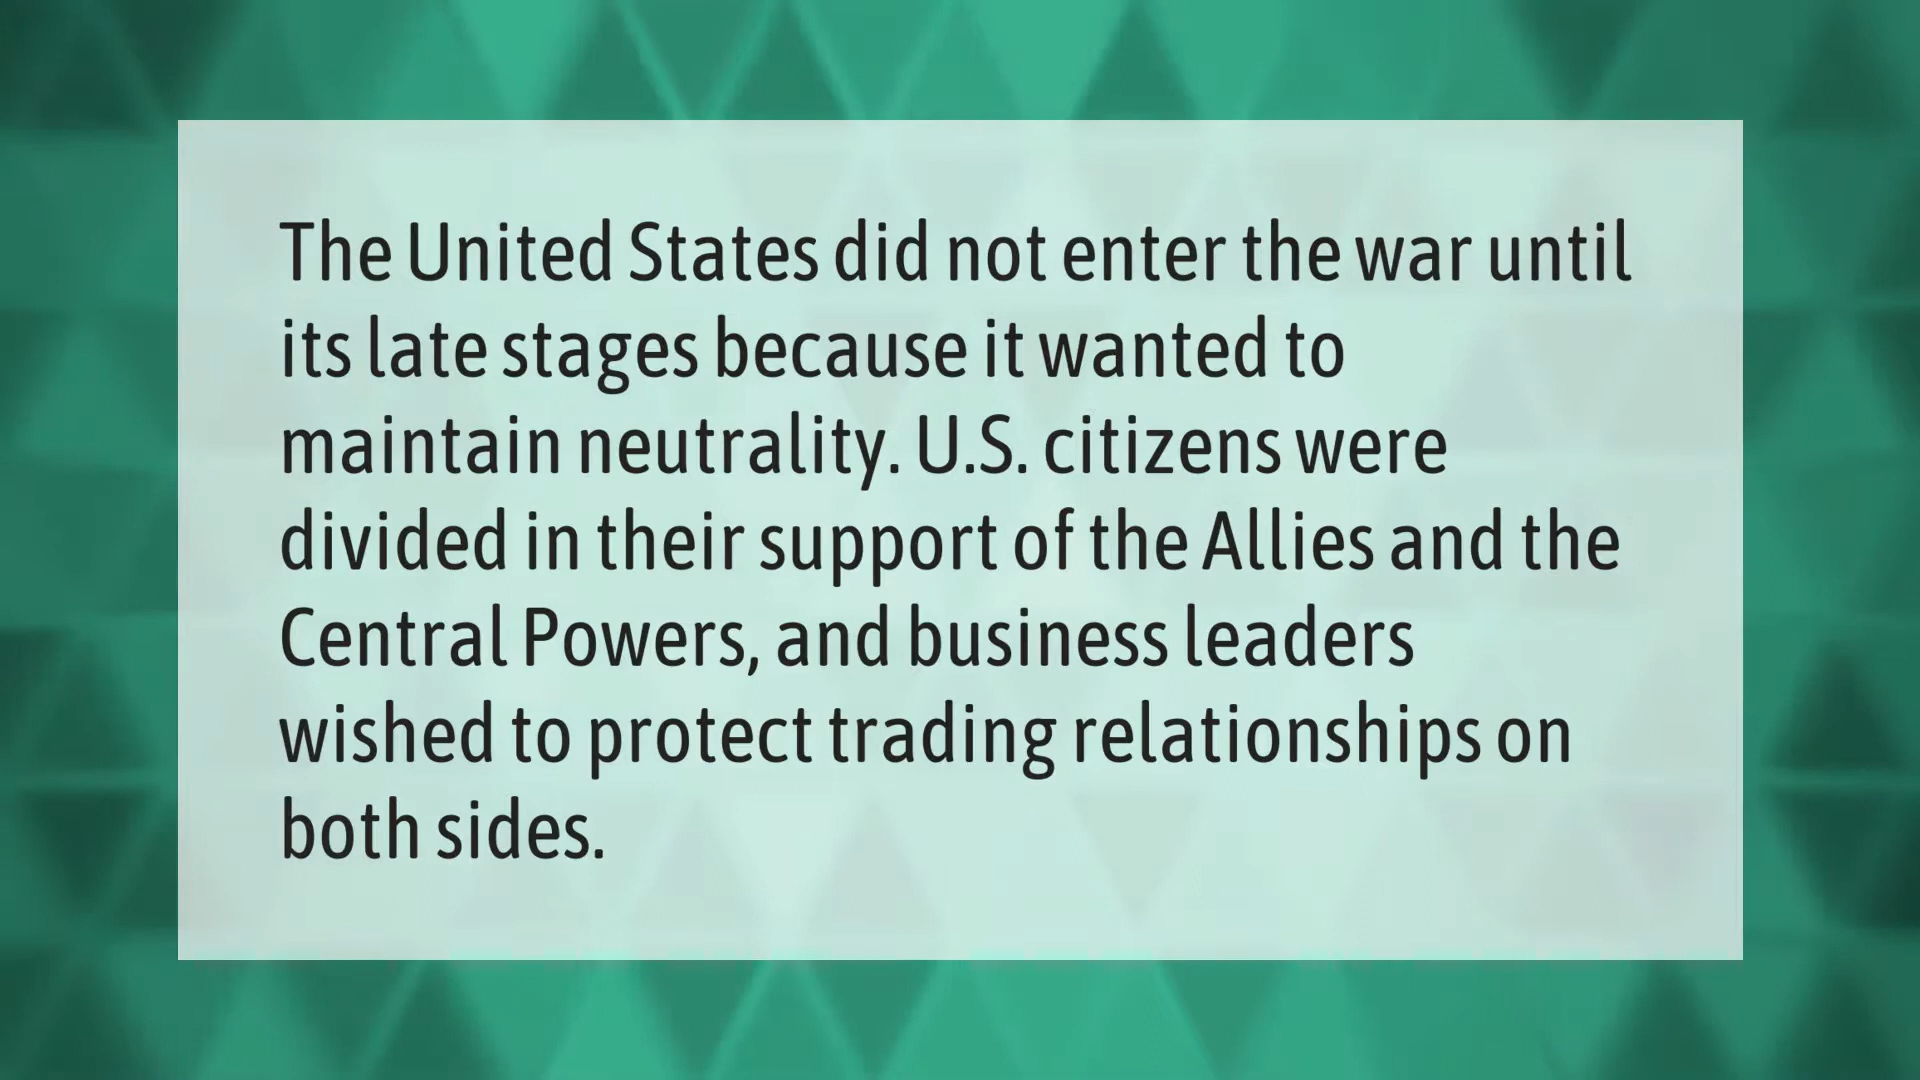 The United States did not enter the war until
its late stages because it wanted to
maintain neutrality. U.S. citizens were
divided in their support of the Allies and the
Central Powers, and business leaders
wished to protect trading relationships on
both sides.